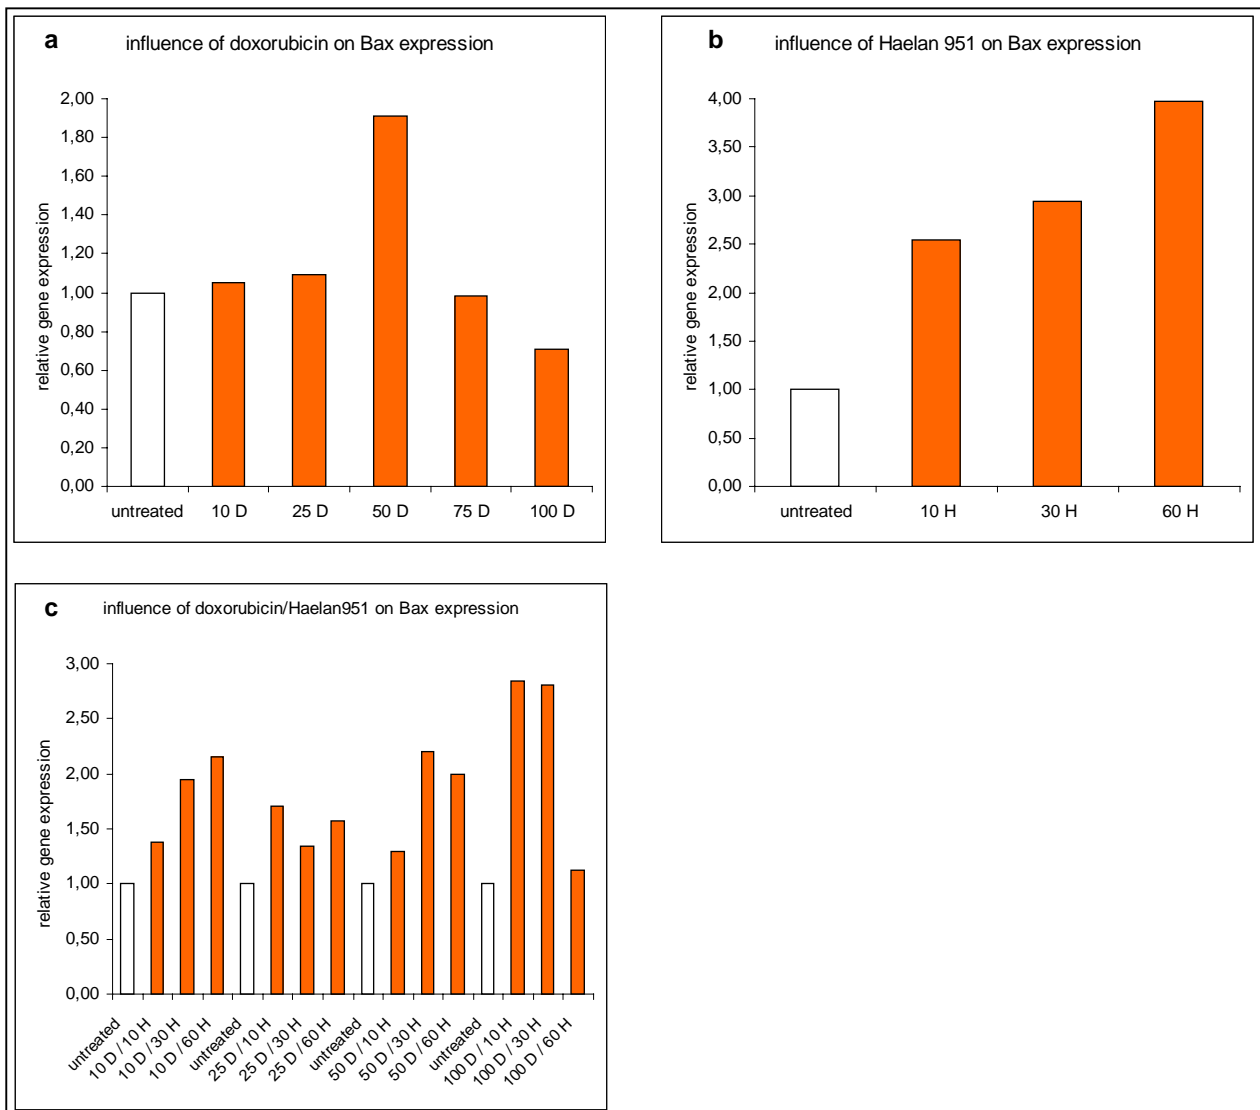 a influence of doxorubicin on Bax expression
relative gene expression
2,00
1,80
1,60
1,40
1,20
1,00
0,80
0,60
0,40
0,20
0,00
untreated 10 D 25 D 50 D 75 D 100 D
b influence of Haelan 951 on Bax expression
relative gene expression
4,00
3,50
3,00
2,50
2,00
1,50
1,00
0,50
0,00
untreated 10 H 30 H 60 H
c influence of doxorubicin/Haelan951 on Bax expression
relative gene expression
3,00
2,50
2,00
1,50
1,00
0,50
0,00
untreated
10 D / 10 H
10 D / 30 H
10 D / 60 H
untreated
25 D / 10 H
25 D / 30 H
25 D / 60 H
untreated
50 D / 10 H
50 D / 30 H
50 D / 60 H
untreated
100 D / 10 H
100 D / 30 H
100 D / 60 H